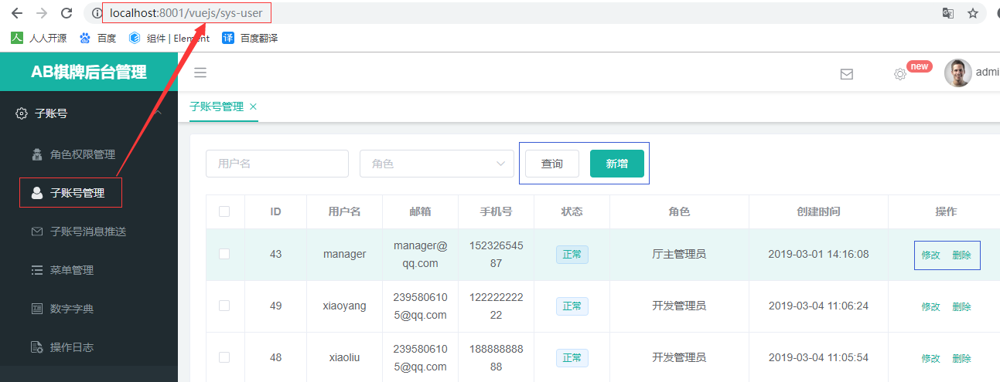 localhost:8001/vuejs/sys-user
人人开源 百度 组件 | Element 百度翻译
AB棋牌后台管理
new
admi
子账号
子账号管理
角色权限管理
子账号管理
子账号消息推送
菜单管理
数字字典
操作日志
用户名 角色 查询 新增
ID 用户名 邮箱 手机号 状态 角色 创建时间 操作
43 manager manager@qq.com 15232654587 正常 厅主管理员 2019-03-01 14:16:08 修改 删除
49 xiaoyang 2395806105@qq.com 12222222222 正常 开发管理员 2019-03-04 11:06:24 修改 删除
48 xiaoliu 2395806105@qq.com 18888888888 正常 开发管理员 2019-03-04 11:05:54 修改 删除